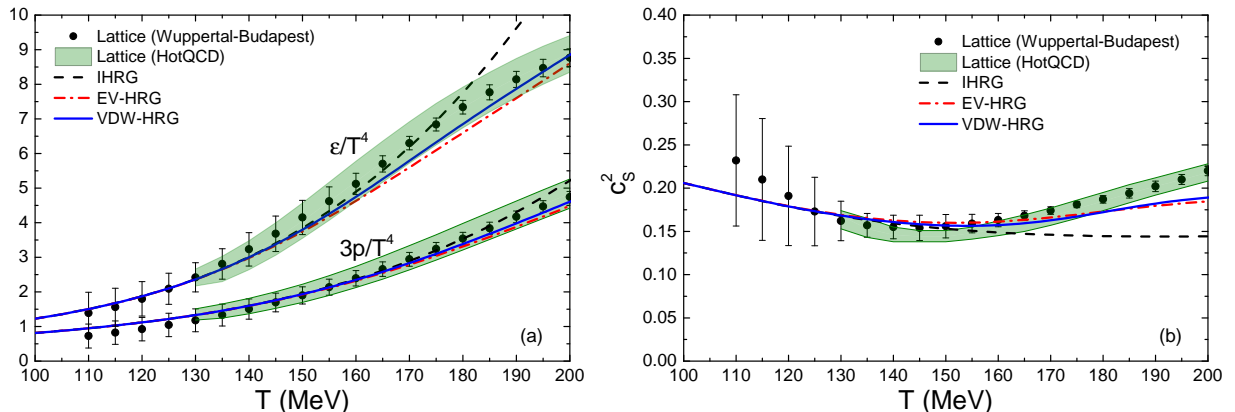 Lattice (Wuppertal-Budapest)
Lattice (HotQCD)
IHRG
EV-HRG
VDW-HRG
ε/T⁴
3p/T⁴
(a)
10
9
8
7
6
5
4
3
2
1
0
100 110 120 130 140 150 160 170 180 190 200
T (MeV)
Lattice (Wuppertal-Budapest)
Lattice (HotQCD)
IHRG
EV-HRG
VDW-HRG
(b)
c_S^2
0.40
0.35
0.30
0.25
0.20
0.15
0.10
0.05
0.00
100 110 120 130 140 150 160 170 180 190 200
T (MeV)